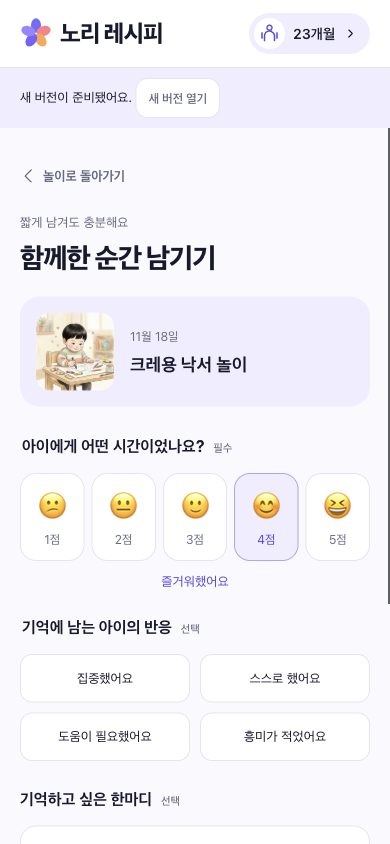 노리 레시피
23개월
새 버전이 준비됐어요. 새 버전 열기
놀이로 돌아가기
짧게 남겨도 충분해요
함께한 순간 남기기
11월 18일
크레용 낙서 놀이
아이에게 어떤 시간이었나요? 필수
1점 2점 3점 4점 5점
즐거워했어요
기억에 남는 아이의 반응 선택
집중했어요 스스로 했어요
도움이 필요했어요 흥미가 적었어요
기억하고 싶은 한마디 선택